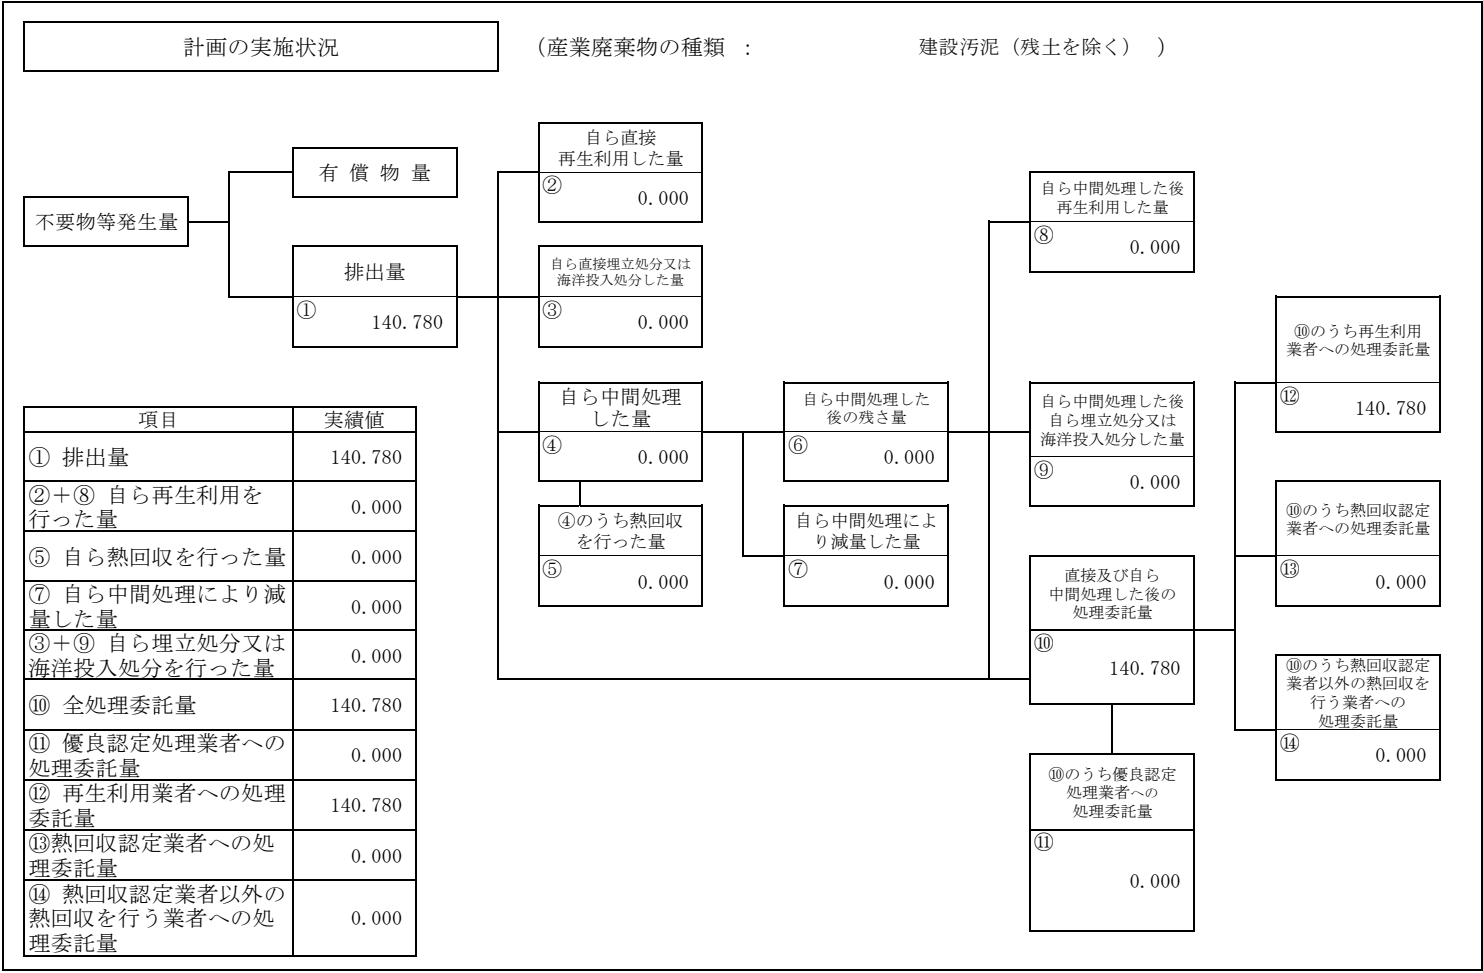 計画の実施状況
(産業廃棄物の種類 : 建設汚泥（残土を除く） )
不要物等発生量
有 償 物 量
排出量
①
140.780
自ら直接
再生利用した量
②
0.000
自ら直接埋立処分又は
海洋投入処分した量
③
0.000
自ら中間処理
した量
④
0.000
④のうち熱回収
を行った量
⑤
0.000
自ら中間処理した
後の残さ量
⑥
0.000
自ら中間処理によ
り減量した量
⑦
0.000
自ら中間処理した後
再生利用した量
⑧
0.000
自ら中間処理した後
自ら埋立処分又は
海洋投入処分した量
⑨
0.000
直接及び自ら
中間処理した後の
処理委託量
⑩
140.780
⑩のうち優良認定
処理業者への
処理委託量
⑪
0.000
⑩のうち再生利用
業者への処理委託量
⑫
140.780
⑩のうち熱回収認定
業者への処理委託量
⑬
0.000
⑩のうち熱回収認定
業者以外の熱回収を
行う業者への
処理委託量
⑭
0.000
項目 実績値
① 排出量 140.780
②＋⑧ 自ら再生利用を
行った量 0.000
⑤ 自ら熱回収を行った量 0.000
⑦ 自ら中間処理により減
量した量 0.000
③＋⑨ 自ら埋立処分又は
海洋投入処分を行った量 0.000
⑩ 全処理委託量 140.780
⑪ 優良認定処理業者への
処理委託量 0.000
⑫ 再生利用業者への処理
委託量 140.780
⑬熱回収認定業者への処
理委託量 0.000
⑭ 熱回収認定業者以外の
熱回収を行う業者への処
理委託量 0.000